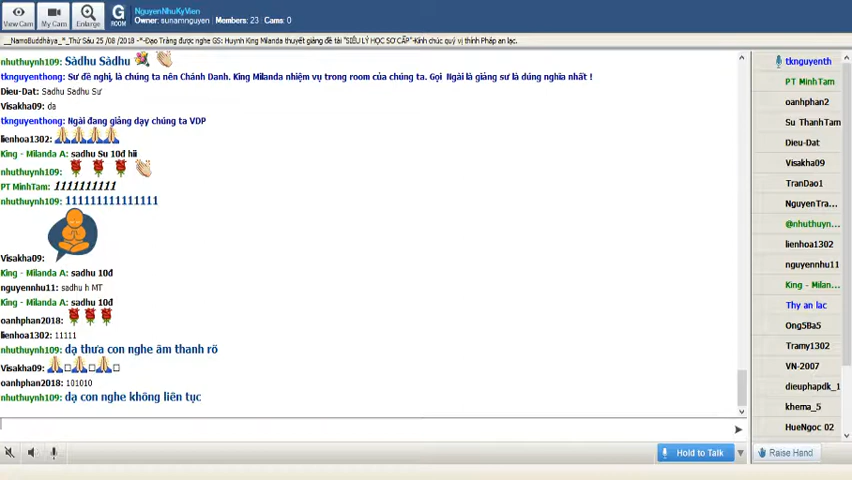 NguyenNhuKyVien
Owner: sunamnguyen - Members: 23 - Cams: 0
View Cam
My Cam
Enlarge
G
ROOM
__NamoBuddhàya_*_Thứ Sáu 25 /08 /2018 -*-Đạo Tràng được nghe GS: Huynh King Milanda thuyết giảng đề tài "SIÊU LÝ HỌC SƠ CẤP"-Kính chúc quý vị thính Pháp an lạc.
nhuthuynh109: Sàdhu Sàdhu
tknguyenthong: Sư đề nghị, là chúng ta nên Chánh Danh. King Milanda nhiệm vụ trong room của chúng ta. Gọi Ngài là giảng sư là đúng nghĩa nhất !
Dieu-Dat: Sadhu Sadhu Sư
Visakha09: da
tknguyenthong: Ngài đang giảng dạy chúng ta VDP
lienhoa1302:
King - Milanda A: sadhu Su 10đ hii
nhuthuynh109:
PT MinhTam: 1111111111
nhuthuynh109: 111111111111111
Visakha09:
King - Milanda A: sadhu 10đ
nguyennhu11: sadhu h MT
King - Milanda A: sadhu 10đ
oanhphan2018:
lienhoa1302: 11111
nhuthuynh109: dạ thưa con nghe âm thanh rõ
Visakha09:
oanhphan2018: 101010
nhuthuynh109: dạ con nghe không liên tục
Hold to Talk
Raise Hand
tknguyenth
PT MinhTam
oanhphan2
Su ThanhTam
Dieu-Dat
Visakha09
TranDao1
NguyenTra...
@nhuthuyn...
lienhoa1302
nguyennhu11
King - Milan...
Thy an lac
Ong5Ba5
Tramy1302
VN-2007
dieuphapdk_1
khema_5
HueNgoc 02